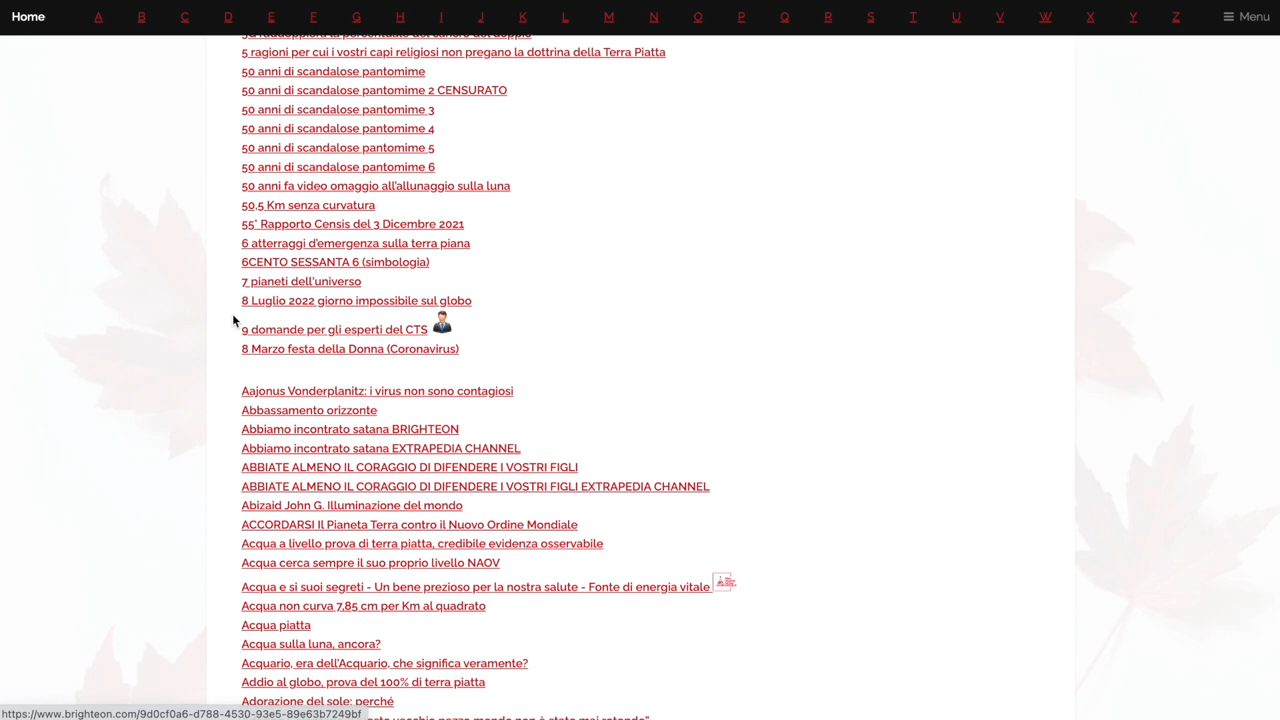 Home A B C D E F G H I J K L M N O P Q R S T U V W X Y Z Menu
5 ragioni per cui i vostri capi religiosi non pregano la dottrina della Terra Piatta
50 anni di scandalose pantomime
50 anni di scandalose pantomime 2 CENSURATO
50 anni di scandalose pantomime 3
50 anni di scandalose pantomime 4
50 anni di scandalose pantomime 5
50 anni di scandalose pantomime 6
50 anni fa video omaggio all’allunaggio sulla luna
50,5 Km senza curvatura
55° Rapporto Censis del 3 Dicembre 2021
6 atterraggi d’emergenza sulla terra piana
6CENTO SESSANTA 6 (simbologia)
7 pianeti dell'universo
8 Luglio 2022 giorno impossibile sul globo
9 domande per gli esperti del CTS
8 Marzo festa della Donna (Coronavirus)
Aajonus Vonderplanitz: i virus non sono contagiosi
Abbassamento orizzonte
Abbiamo incontrato satana BRIGHTEON
Abbiamo incontrato satana EXTRAPEDIA CHANNEL
ABBIATE ALMENO IL CORAGGIO DI DIFENDERE I VOSTRI FIGLI
ABBIATE ALMENO IL CORAGGIO DI DIFENDERE I VOSTRI FIGLI EXTRAPEDIA CHANNEL
Abizaid John G. Illuminazione del mondo
ACCORDARSI Il Pianeta Terra contro il Nuovo Ordine Mondiale
Acqua a livello prova di terra piatta, credibile evidenza osservabile
Acqua cerca sempre il suo proprio livello NAOV
Acqua e si suoi segreti - Un bene prezioso per la nostra salute - Fonte di energia vitale
Acqua non curva 7,85 cm per Km al quadrato
Acqua piatta
Acqua sulla luna, ancora?
Acquario, era dell’Acquario, che significa veramente?
Addio al globo, prova del 100% di terra piatta
Adorazione del sole: perché
https://www.brighteon.com/9d0cf0a6-d788-4530-93e5-89e63b7249bf